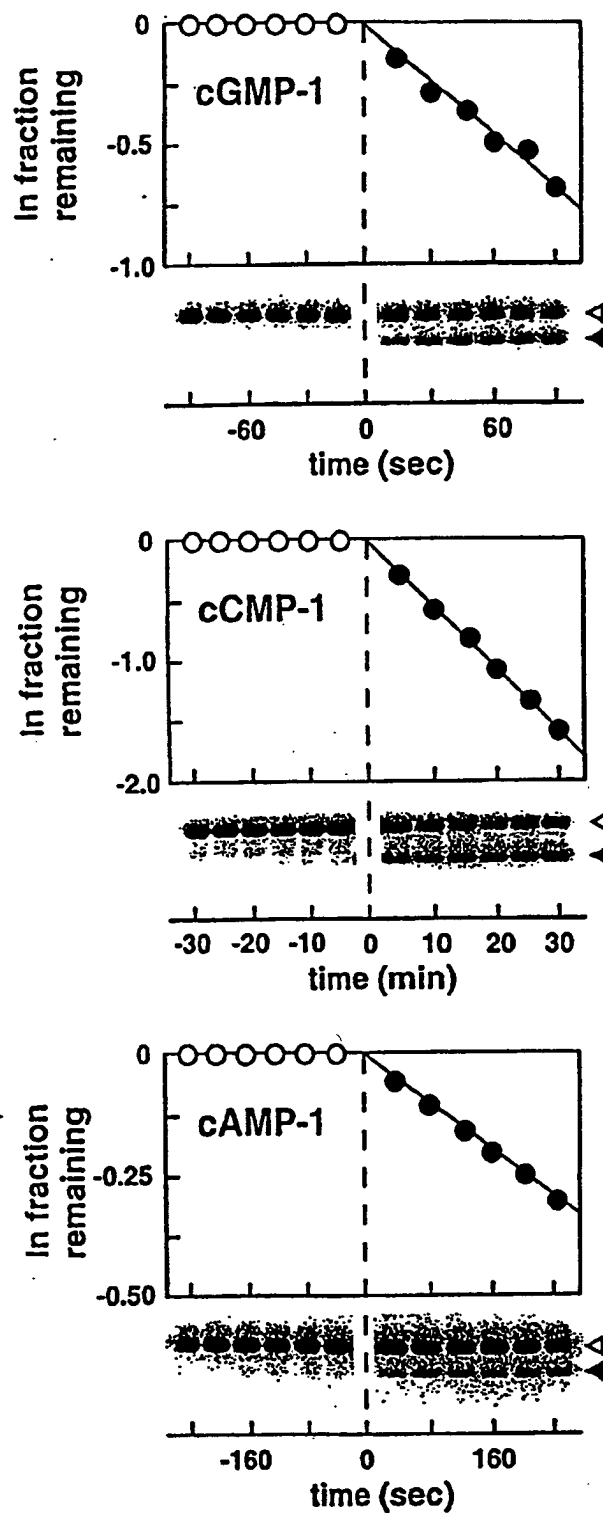 0
cGMP-1
-0.5
-1.0
ln fraction
remaining
-60 0 60
time (sec)
0
cCMP-1
-1.0
-2.0
ln fraction
remaining
-30 -20 -10 0 10 20 30
time (min)
0
cAMP-1
-0.25
-0.50
ln fraction
remaining
-160 0 160
time (sec)